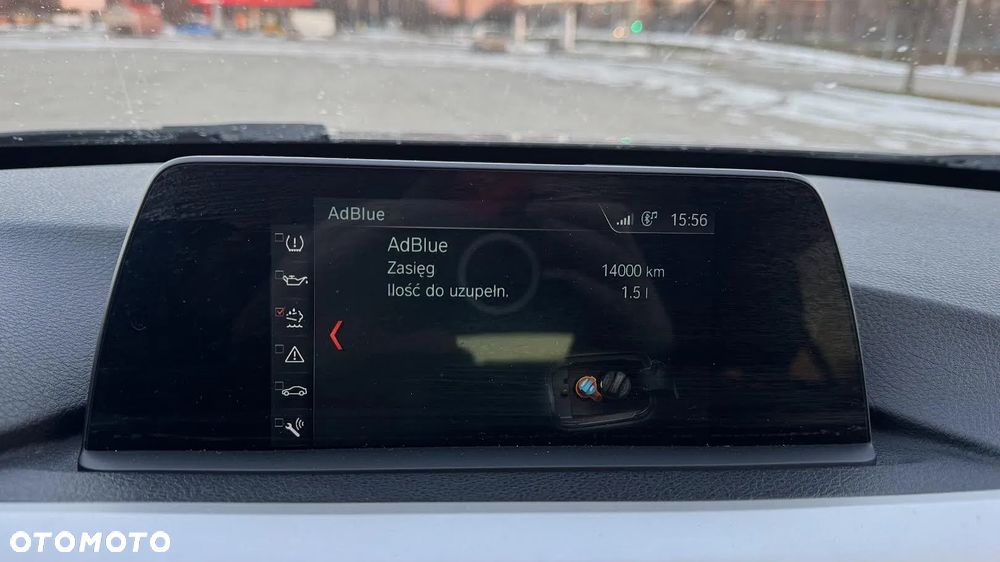 AdBlue
15:56
AdBlue
Zasięg 14000 km
Ilość do uzupełn. 1.5 l
OTOMOTO